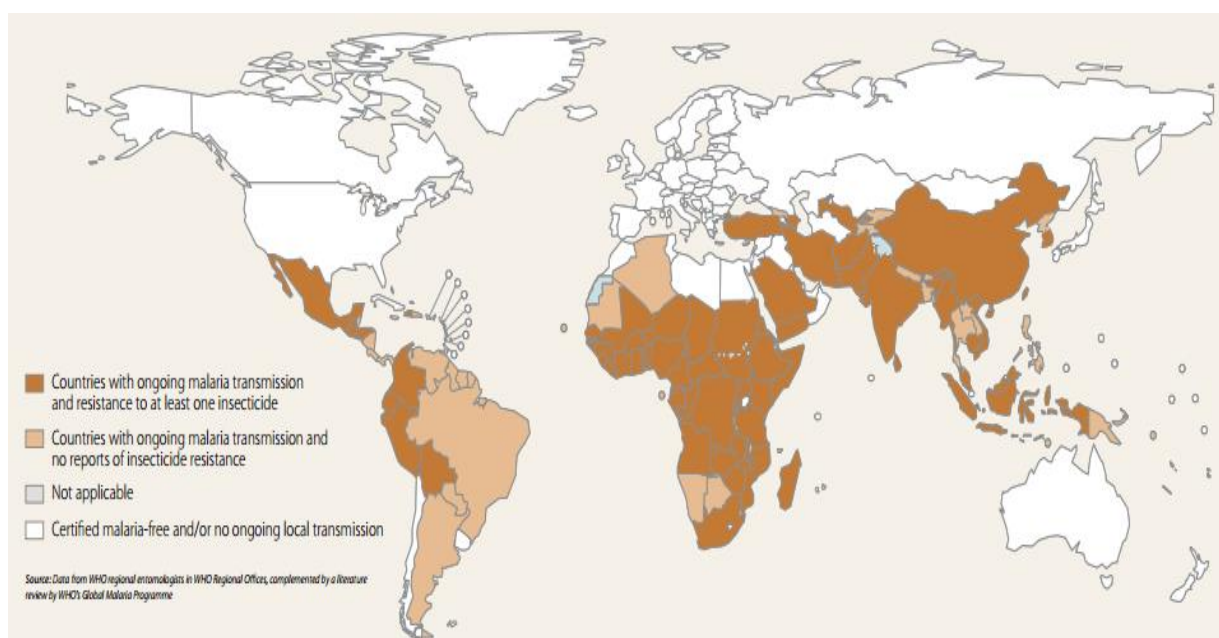 Countries with ongoing malaria transmission
and resistance to at least one insecticide
Countries with ongoing malaria transmission and
no reports of insecticide resistance
Not applicable
Certified malaria-free and/or no ongoing local transmission
Source: Data from WHO regional entomologists in WHO Regional Offices, complemented by a literature
review by WHO's Global Malaria Programme